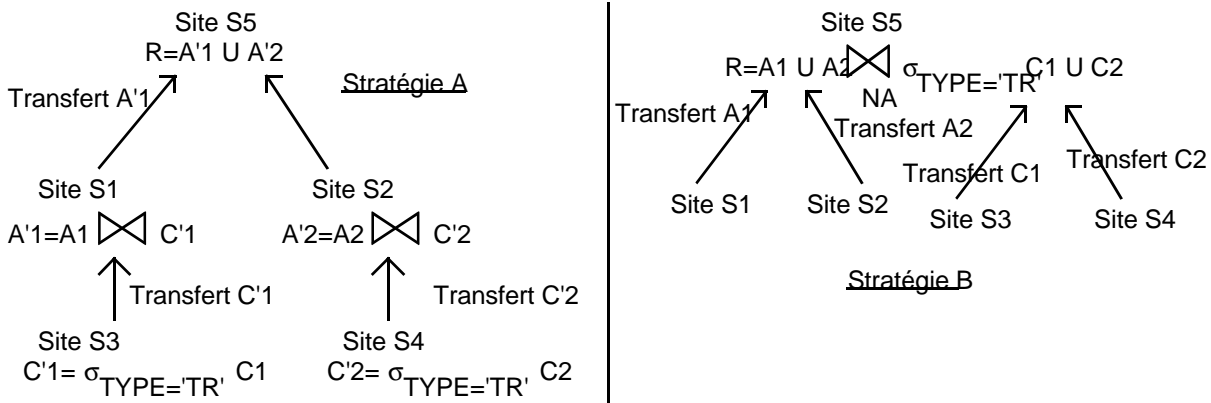 Site S5
R=A'1 U A'2
Stratégie A
Transfert A'1
Site S1
Site S2
A'1=A1 C'1
A'2=A2 C'2
Transfert C'1
Transfert C'2
Site S3
Site S4
C'1= σTYPE='TR' C1
C'2= σTYPE='TR' C2
Site S5
R=A1 U A2 σTYPE='TR' C1 U C2
NA
Transfert A1
Transfert A2
Transfert C1
Transfert C2
Site S1
Site S2
Site S3
Site S4
Stratégie B